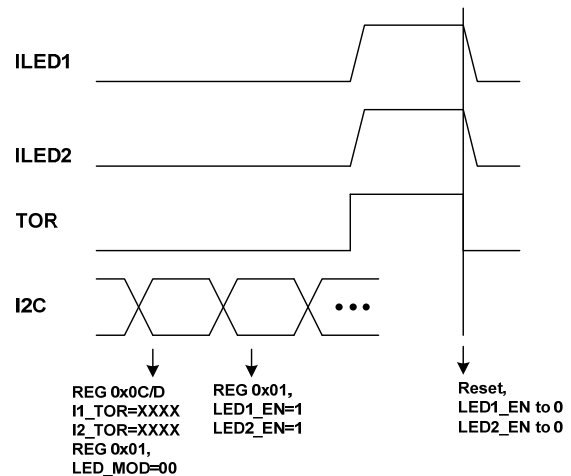 ILED1
ILED2
TOR
I2C
REG 0x0C/D
I1_TOR=XXXX
I2_TOR=XXXX
REG 0x01,
LED_MOD=00
REG 0x01,
LED1_EN=1
LED2_EN=1
Reset,
LED1_EN to 0
LED2_EN to 0